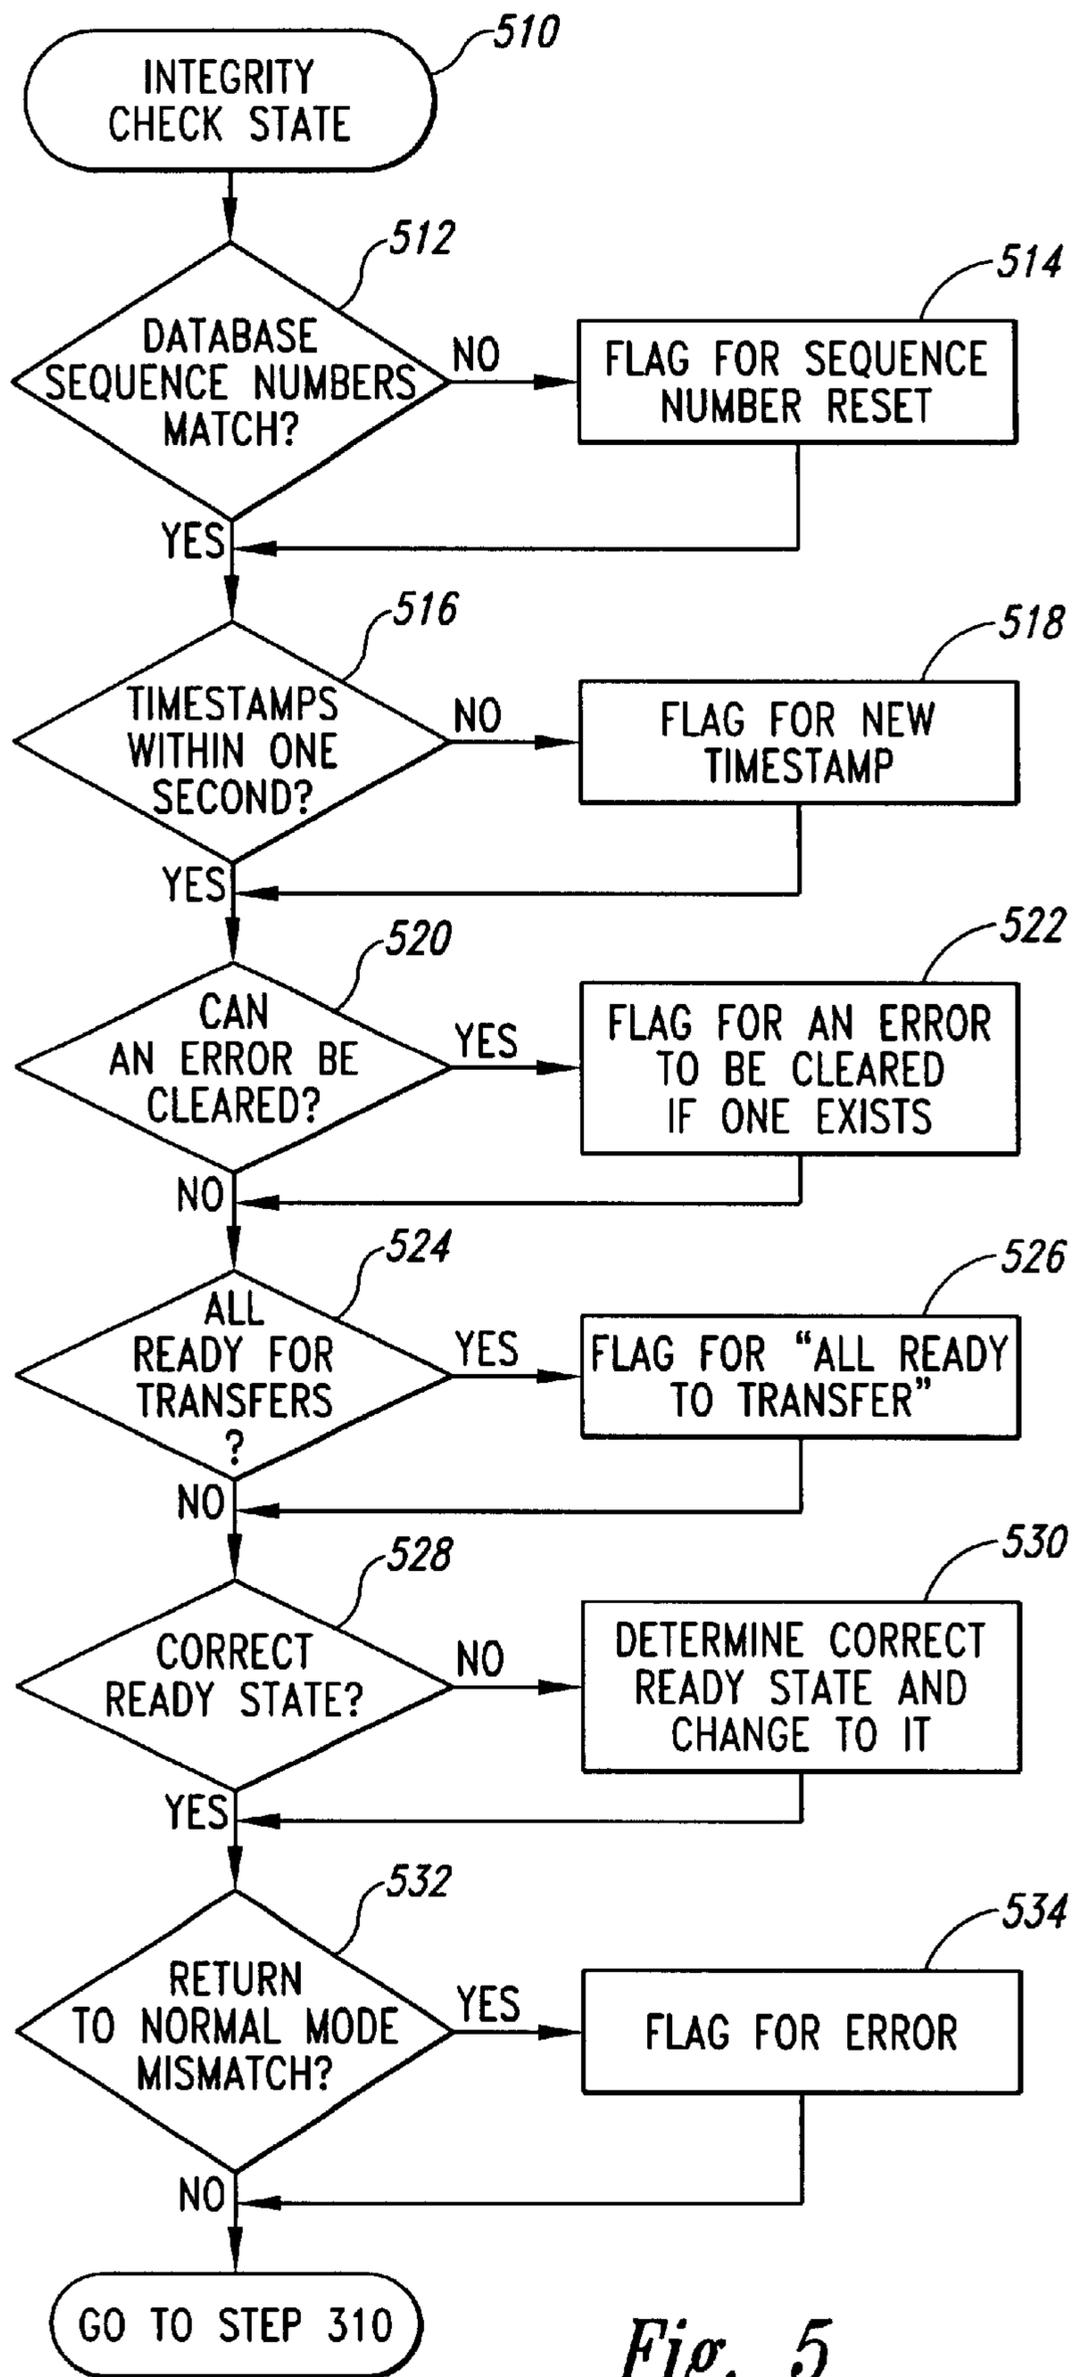 510
INTEGRITY
CHECK STATE
512
514
DATABASE
SEQUENCE NUMBERS
MATCH?
NO
FLAG FOR SEQUENCE
NUMBER RESET
YES
516
518
TIMESTAMPS
WITHIN ONE
SECOND?
NO
FLAG FOR NEW
TIMESTAMP
YES
520
522
CAN
AN ERROR BE
CLEARED?
YES
FLAG FOR AN ERROR
TO BE CLEARED
IF ONE EXISTS
NO
524
526
ALL
READY FOR
TRANSFERS
?
YES
FLAG FOR “ALL READY
TO TRANSFER”
NO
528
530
CORRECT
READY STATE?
NO
DETERMINE CORRECT
READY STATE AND
CHANGE TO IT
YES
532
534
RETURN
TO NORMAL MODE
MISMATCH?
YES
FLAG FOR ERROR
NO
GO TO STEP 310
Fig. 5